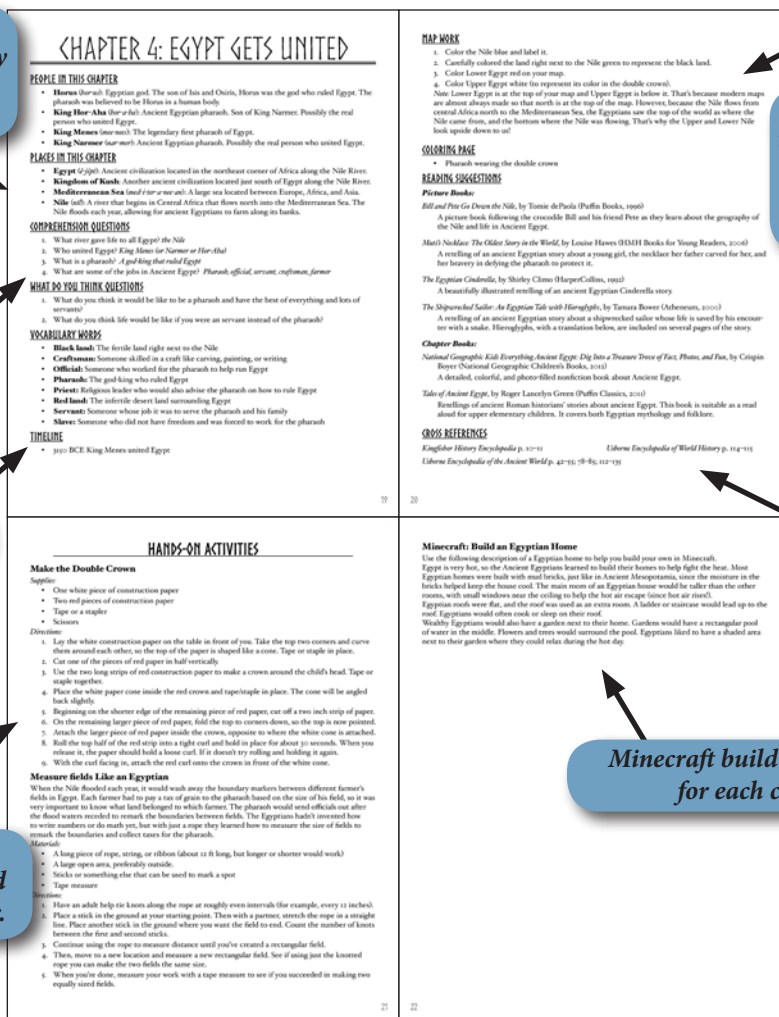 CHAPTER 4: EGYPT GETS UNITED
PEOPLE IN THIS CHAPTER
• Horus (hor-us): Egyptian god. The son of Isis and Osiris, Horus was the god who ruled Egypt. The
pharaoh was believed to be Horus in a human body.
• King Hor-Aha (hor-a-ha): Ancient Egyptian pharaoh. Son of King Narmer. Possibly the real
person who united Egypt.
• King Menes (mee-nees): The legendary first pharaoh of Egypt.
• King Narmer (nar-mer): Ancient Egyptian pharaoh. Possibly the real person who united Egypt.
PLACES IN THIS CHAPTER
• Egypt (e-jipt): Ancient civilization located in the northeast corner of Africa along the Nile River.
• Kingdom of Kush: Another ancient civilization located just south of Egypt along the Nile River.
• Mediterranean Sea (med-i-ter-a-nee-an): A large sea located between Europe, Africa, and Asia.
• Nile (nill): A river that begins in Central Africa that flows north into the Mediterranean Sea. The
Nile floods each year, allowing for ancient Egyptians to farm along its banks.
COMPREHENSION QUESTIONS
1. What river gave life to all Egypt? the Nile
2. Who united Egypt? King Menes (or Narmer or Hor-Aha)
3. What is a pharaoh? A god-king that ruled Egypt
4. What are some of the jobs in Ancient Egypt? Pharaoh, official, servant, craftsman, farmer
WHAT DO YOU THINK QUESTIONS
1. What do you think it would be like to be a pharaoh and have the best of everything and lots of
servants?
2. What do you think life would be like if you were an servant instead of the pharaoh?
VOCABULARY WORDS
• Black land: The fertile land right next to the Nile
• Craftsman: Someone skilled in a craft like carving, painting, or writing
• Official: Someone who worked for the pharaoh to help run Egypt
• Pharaoh: The god-king who ruled Egypt
• Priest: Religious leader who would also advise the pharaoh on how to rule Egypt
• Red land: The infertile desert land surrounding Egypt
• Servant: Someone whose job it was to serve the pharaoh and his family
• Slave: Someone who did not have freedom and was forced to work for the pharaoh
TIMELINE
• 3150 BCE King Menes united Egypt
19
MAP WORK
1. Color the Nile blue and label it.
2. Carefully colored the land right next to the Nile green to represent the black land.
3. Color Lower Egypt red on your map.
4. Color Upper Egypt white (to represent its color in the double crown).
Note: Lower Egypt is at the top of your map and Upper Egypt is below it. That's because modern maps
are almost always made so that north is at the top of the map. However, because the Nile flows from
central Africa north to the Mediterranean Sea, the Egyptians saw the top of the world as where the
Nile came from, and the bottom where the Nile was flowing. That's why the Upper and Lower Nile
look upside down to us!
COLORING PAGE
• Pharaoh wearing the double crown
READING SUGGESTIONS
Picture Books:
Bill and Pete Go Down the Nile, by Tomie dePaola (Puffin Books, 1996)
A picture book following the crocodile Bill and his friend Pete as they learn about the geography of
the Nile and life in Ancient Egypt.
Muti's Necklace: The Oldest Story in the World, by Louise Hawes (HMH Books for Young Readers, 2006)
A retelling of an ancient Egyptian story about a young girl, the necklace her father carved for her, and
her bravery in defying the pharaoh to protect it.
The Egyptian Cinderella, by Shirley Climo (HarperCollins, 1992)
A beautifully illustrated retelling of an ancient Egyptian Cinderella story.
The Shipwrecked Sailor: An Egyptian Tale with Hieroglyphs, by Tamara Bower (Atheneum, 2000)
A retelling of an ancient Egyptian story about a shipwrecked sailor whose life is saved by his encoun-
ter with a snake. Hieroglyphs, with a translation below, are included on several pages of the story.
Chapter Books:
National Geographic Kids Everything Ancient Egypt: Dig Into a Treasure Trove of Fact, Photos, and Fun, by Crispin
Boyer (National Geographic Children's Books, 2012)
A detailed, colorful, and photo-filled nonfiction book about Ancient Egypt.
Tales of Ancient Egypt, by Roger Lancelyn Green (Puffin Classics, 2011)
Retellings of ancient Roman historians' stories about ancient Egypt. This book is suitable as a read
aloud for upper elementary children. It covers both Egyptian mythology and folklore.
CROSS REFERENCES
Kingfisher History Encyclopedia p. 10-11 Usborne Encyclopedia of World History p. 114-115
Usborne Encyclopedia of the Ancient World p. 42-55; 78-85; 112-135
20
HANDS-ON ACTIVITIES
Make the Double Crown
Supplies:
• One white piece of construction paper
• Two red pieces of construction paper
• Tape or a stapler
• Scissors
Directions:
1. Lay the white construction paper on the table in front of you. Take the top two corners and curve
them around each other, so the top of the paper is shaped like a cone. Tape or staple in place.
2. Cut one of the pieces of red paper in half vertically.
3. Use the two long strips of red construction paper to make a crown around the child's head. Tape or
staple together.
4. Place the white paper cone inside the red crown and tape/staple in place. The cone will be angled
back slightly.
5. Beginning on the shorter edge of the remaining piece of red paper, cut off a two inch strip of paper.
6. On the remaining larger piece of red paper, fold the top to corners down, so the top is now pointed.
7. Attach the larger piece of red paper inside the crown, opposite to where the white cone is attached.
8. Roll the top half of the red strip into a tight curl and hold in place for about 30 seconds. When you
release it, the paper should hold a loose curl. If it doesn't try rolling and holding it again.
9. With the curl facing in, attach the red curl onto the crown in front of the white cone.
Measure fields Like an Egyptian
When the Nile flooded each year, it would wash away the boundary markers between different farmer's
fields in Egypt. Each farmer had to pay a tax of grain to the pharaoh based on the size of his field, so it was
very important to know what land belonged to which farmer. The pharaoh would send officials out after
the flood waters receded to remark the boundaries between fields. The Egyptians hadn't invented how
to write numbers or do math yet, but with just a rope they learned how to measure the size of fields to
remark the boundaries and collect taxes for the pharaoh.
Materials:
• A long piece of rope, string, or ribbon (about 12 ft long, but longer or shorter would work)
• A large open area, preferably outside.
• Sticks or something else that can be used to mark a spot
• Tape measure
1. Have an adult help tie knots along the rope at roughly even intervals (for example, every 12 inches).
2. Place a stick in the ground at your starting point. Then with a partner, stretch the rope in a straight
line. Place another stick in the ground where you want the field to end. Count the number of knots
between the first and second sticks.
3. Continue using the rope to measure distance until you've created a rectangular field.
4. Then, move to a new location and measure a new rectangular field. See if using just the knotted
rope you can make the two fields the same size.
5. When you're done, measure your work with a tape measure to see if you succeeded in making two
equally sized fields.
21
Minecraft: Build an Egyptian Home
Use the following description of a Egyptian home to help you build your own in Minecraft.
Egypt is very hot, so the Ancient Egyptians learned to build their homes to help fight the heat. Most
Egyptian homes were built with mud bricks, just like in Ancient Mesopotamia, since the moisture in the
bricks helped keep the house cool. The main room of an Egyptian house would be taller than the other
rooms, with small windows near the ceiling to help the hot air escape (since hot air rises!).
Egyptian roofs were flat, and the roof was used as an extra room. A ladder or staircase would lead up to the
roof. Egyptians would often cook or sleep on their roof.
Wealthy Egyptians would also have a garden next to their home. Gardens would have a rectangular pool
of water in the middle. Flowers and trees would surround the pool. Egyptians liked to have a shaded area
next to their garden where they could relax during the hot day.
Minecraft build
for each
22